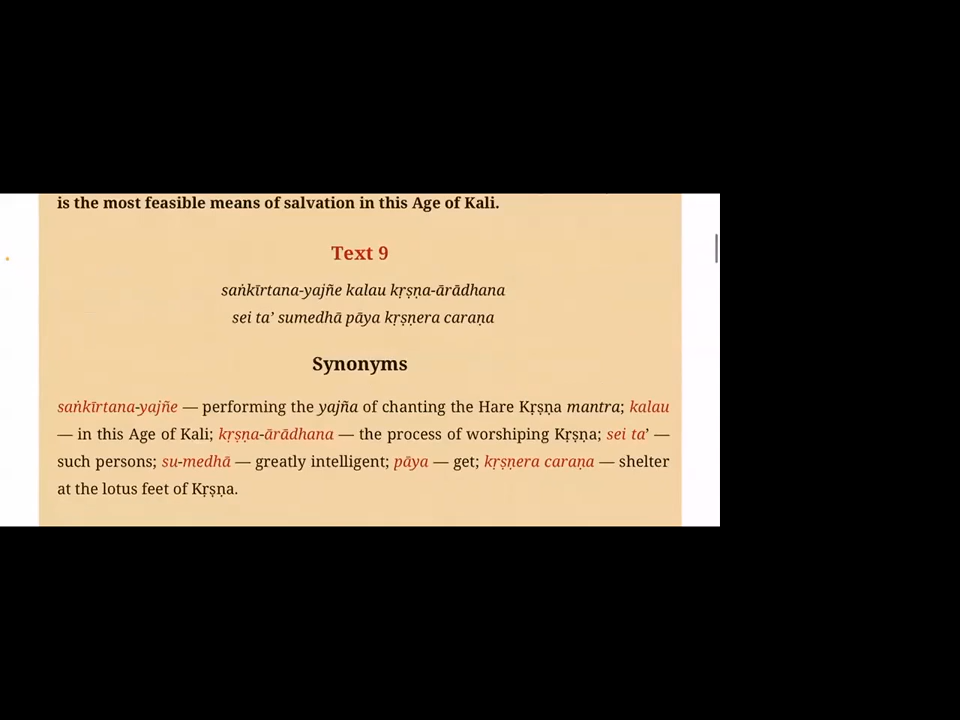 is the most feasible means of salvation in this Age of Kali.
Text 9
saṅkīrtana-yajñe kalau kṛṣṇa-ārādhana
sei ta’ sumedhā pāya kṛṣṇera caraṇa
Synonyms
saṅkīrtana-yajñe — performing the yajña of chanting the Hare Kṛṣṇa mantra; kalau
— in this Age of Kali; kṛṣṇa-ārādhana — the process of worshiping Kṛṣṇa; sei ta’ —
such persons; su-medhā — greatly intelligent; pāya — get; kṛṣṇera caraṇa — shelter
at the lotus feet of Kṛṣṇa.